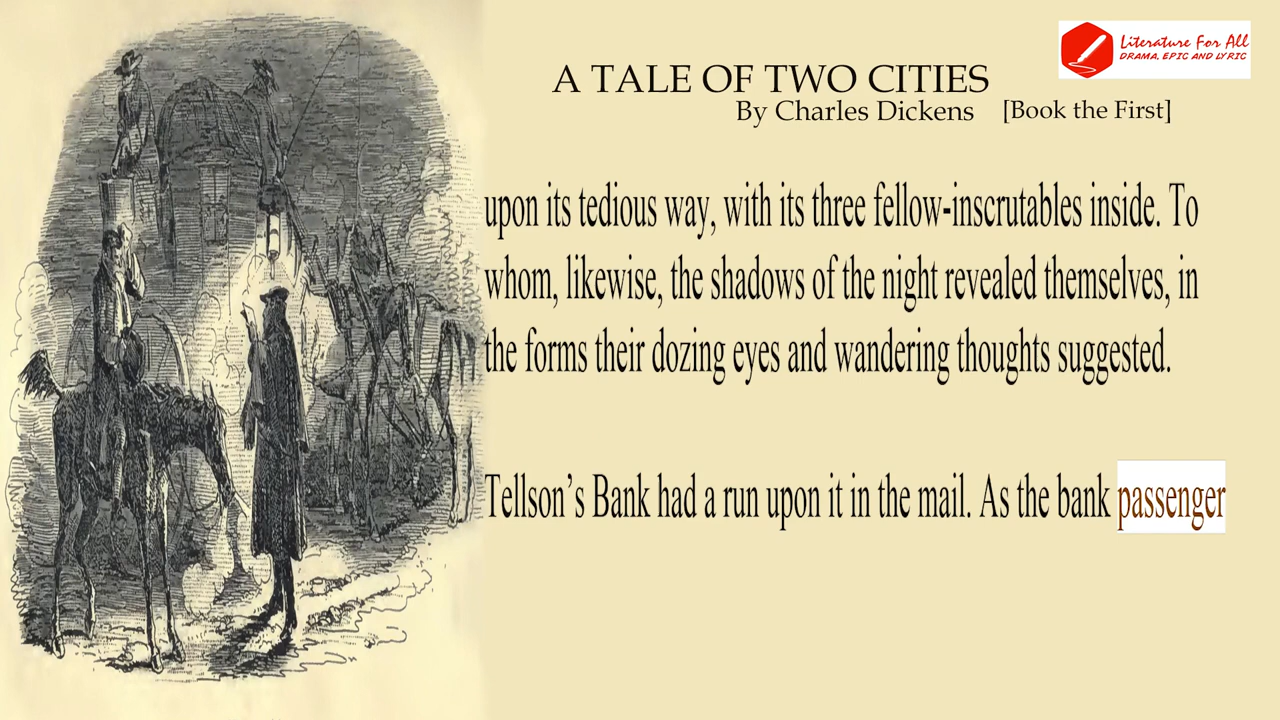 Literature For All
DRAMA, EPIC AND LYRIC
A TALE OF TWO CITIES
By Charles Dickens [Book the First]
upon its tedious way, with its three fellow-inscrutables inside. To
whom, likewise, the shadows of the night revealed themselves, in
the forms their dozing eyes and wandering thoughts suggested.
Tellson’s Bank had a run upon it in the mail. As the bank passenger